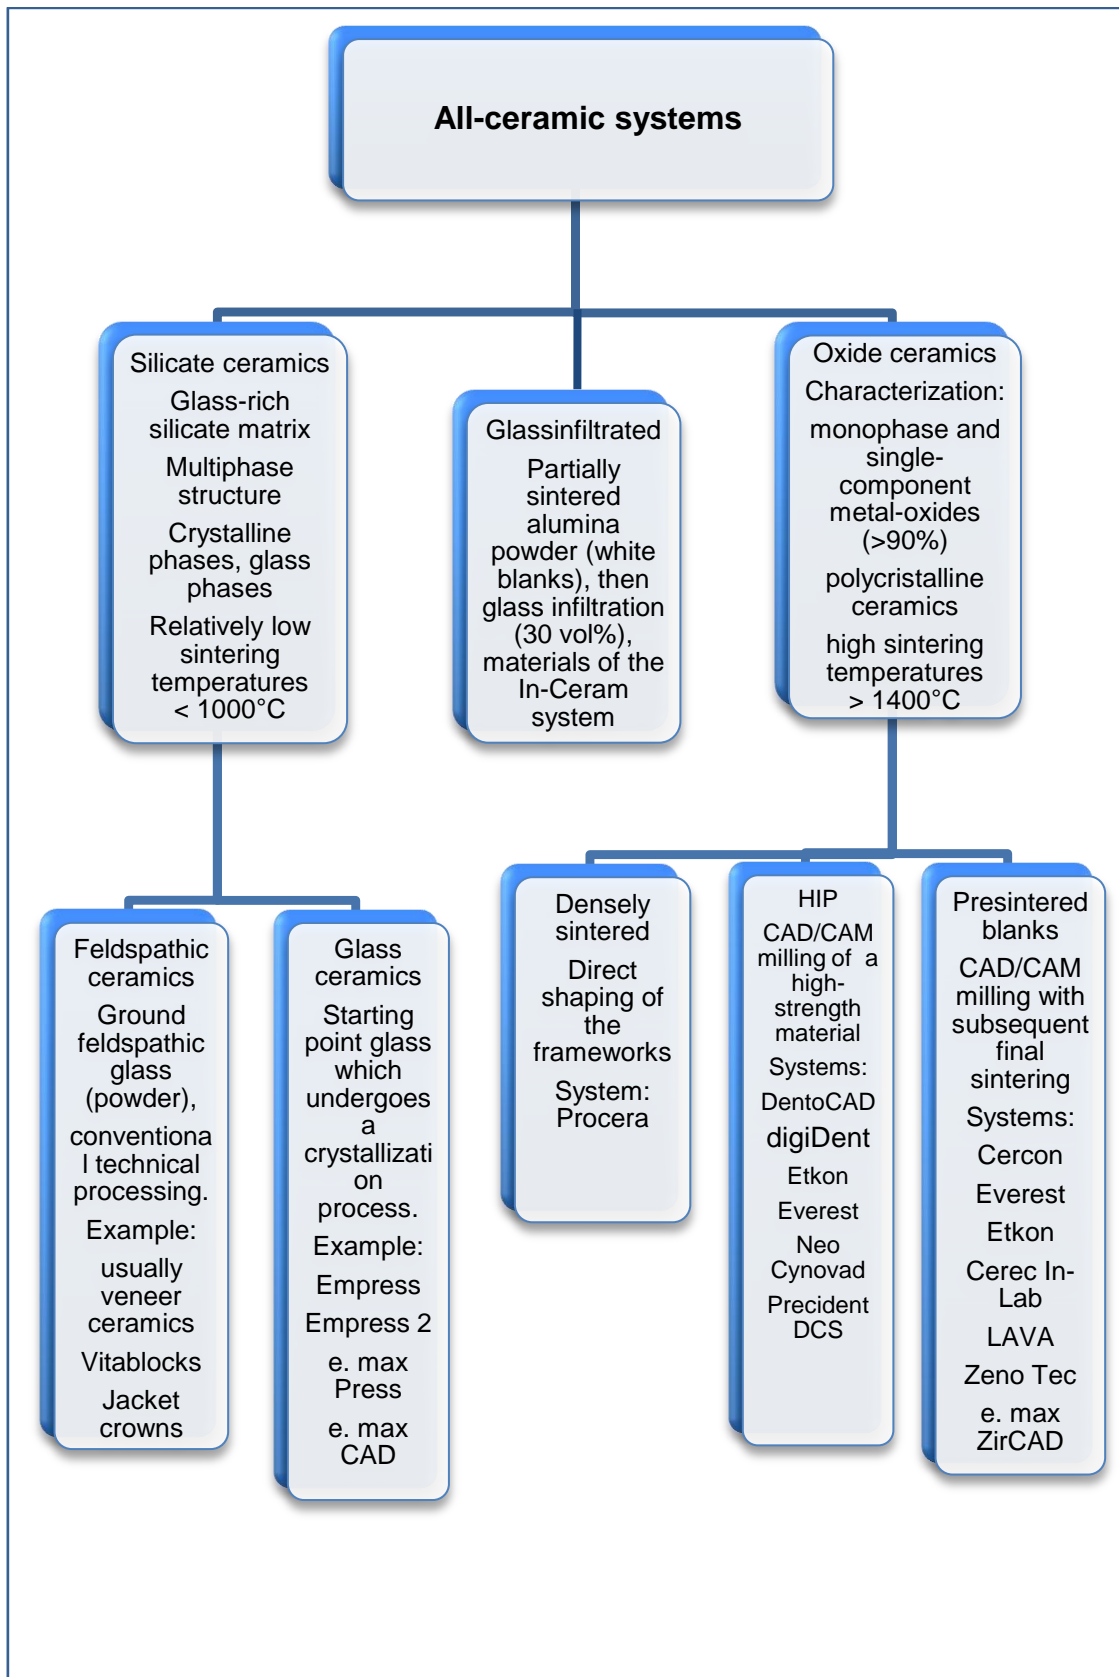 All-ceramic systems
Silicate ceramics
Glass-rich
silicate matrix
Multiphase
structure
Crystalline
phases, glass
phases
Relatively low
sintering
temperatures
< 1000°C
Glassinfiltrated
Partially
sintered
alumina
powder (white
blanks), then
glass infiltration
(30 vol%),
materials of the
In-Ceram
system
Oxide ceramics
Characterization:
monophase and
single-
component
metal-oxides
(>90%)
polycristalline
ceramics
high sintering
temperatures
> 1400°C
Feldspathic
ceramics
Ground
feldspathic
glass
(powder),
conventiona
l technical
processing.
Example:
usually
veneer
ceramics
Vitablocks
Jacket
crowns
Glass
ceramics
Starting
point glass
which
undergoes
a
crystallizati
on
process.
Example:
Empress
Empress 2
e. max
Press
e. max
CAD
Densely
sintered
Direct
shaping of
the
frameworks
System:
Procera
HIP
CAD/CAM
milling of a
high-
strength
material
Systems:
DentoCAD
digiDent
Etkon
Everest
Neo
Cynovad
Precident
DCS
Presintered
blanks
CAD/CAM
milling with
subsequent
final
sintering
Systems:
Cercon
Everest
Etkon
Cerec In-
Lab
LAVA
Zeno Tec
e. max
ZirCAD